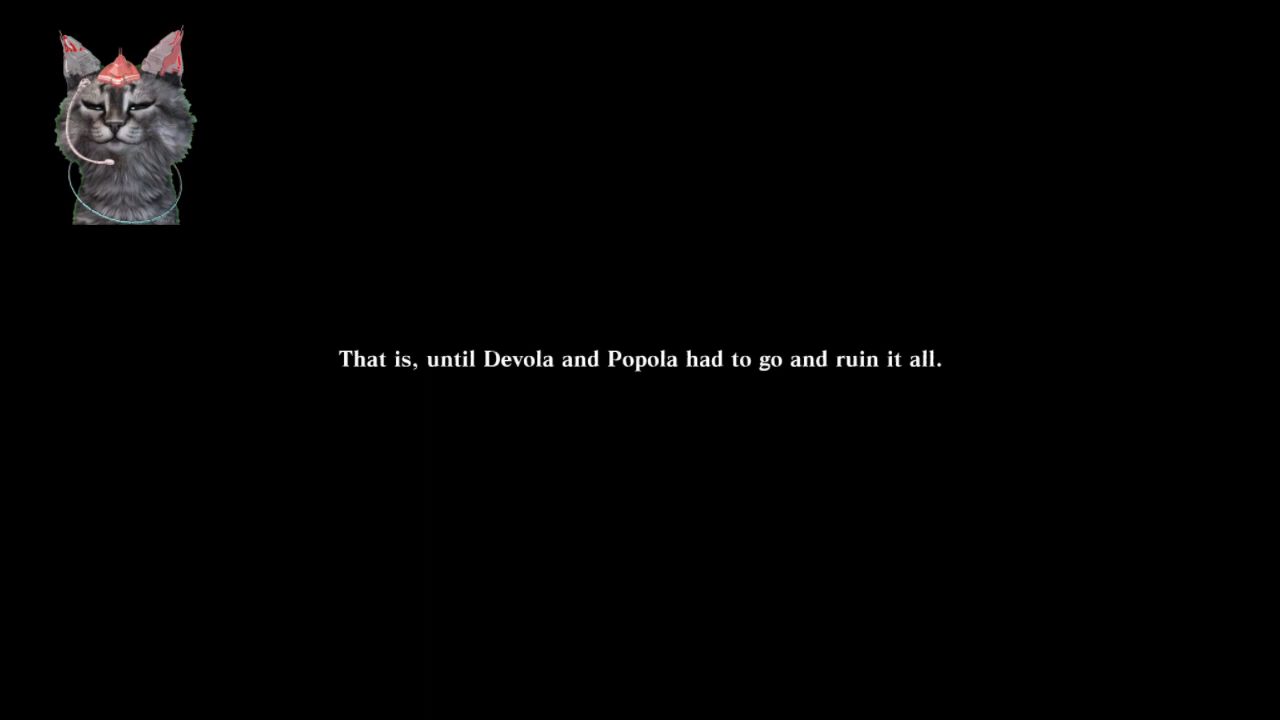 That is, until Devola and Popola had to go and ruin it all.